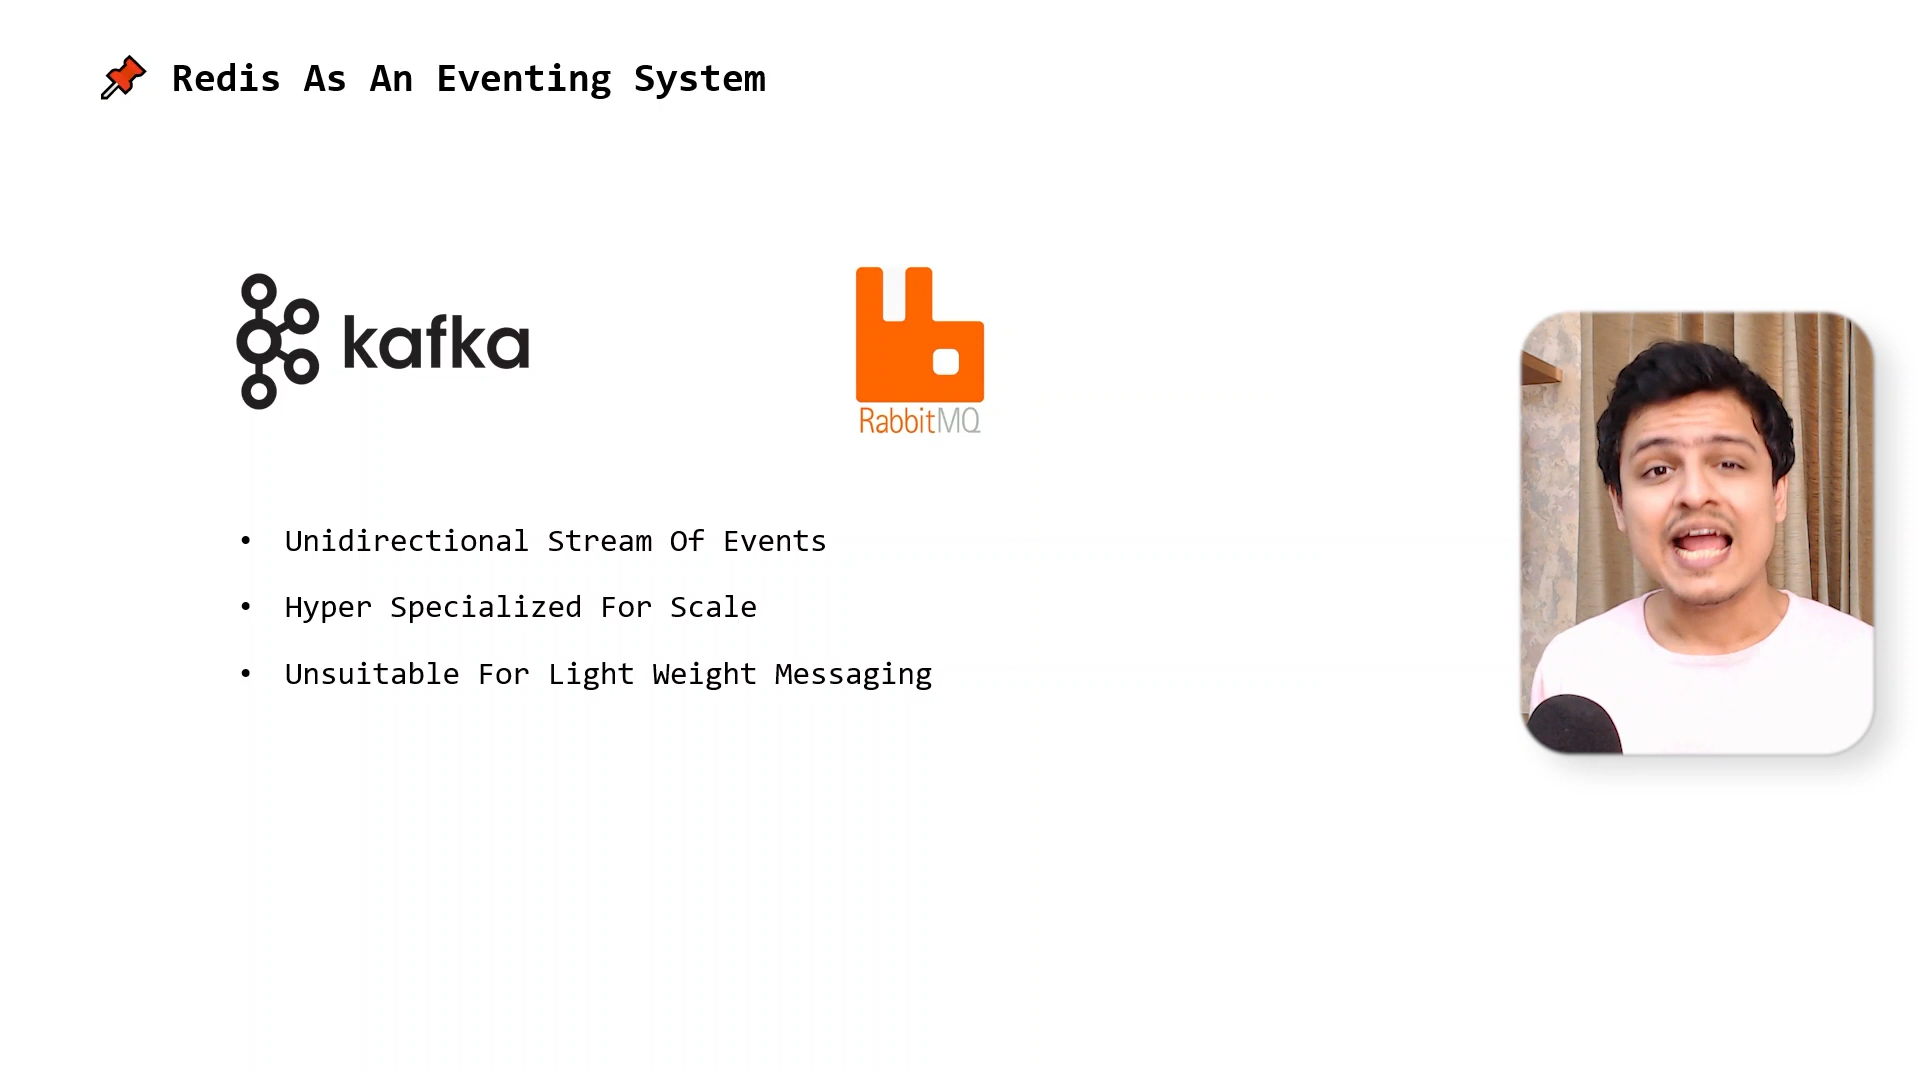 Redis As An Eventing System
kafka
RabbitMQ
• Unidirectional Stream Of Events
• Hyper Specialized For Scale
• Unsuitable For Light Weight Messaging